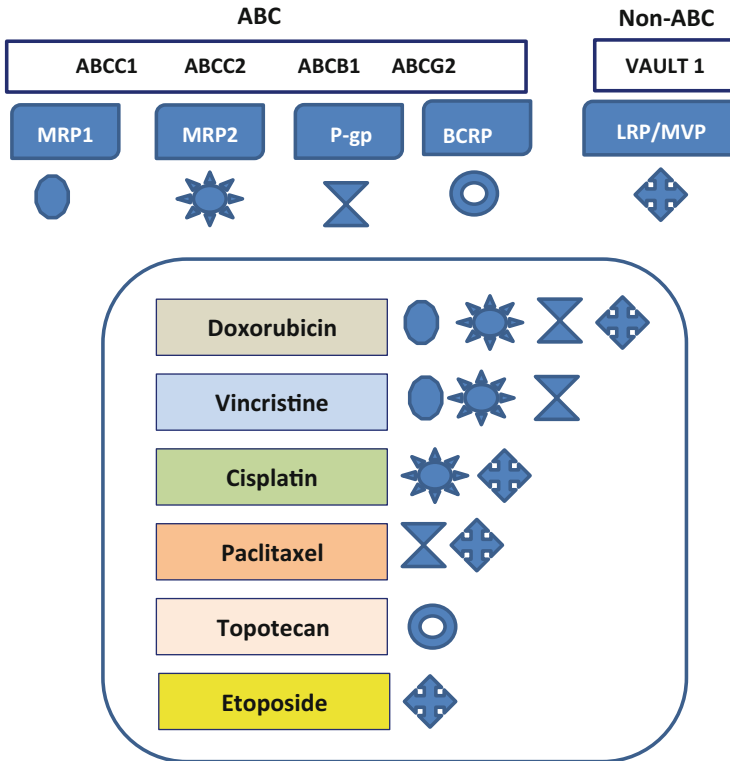 ABC Non-ABC
ABCC1 ABCC2 ABCB1 ABCG2 VAULT 1
MRP1 MRP2 P-gp BCRP LRP/MVP
Doxorubicin
Vincristine
Cisplatin
Paclitaxel
Topotecan
Etoposide